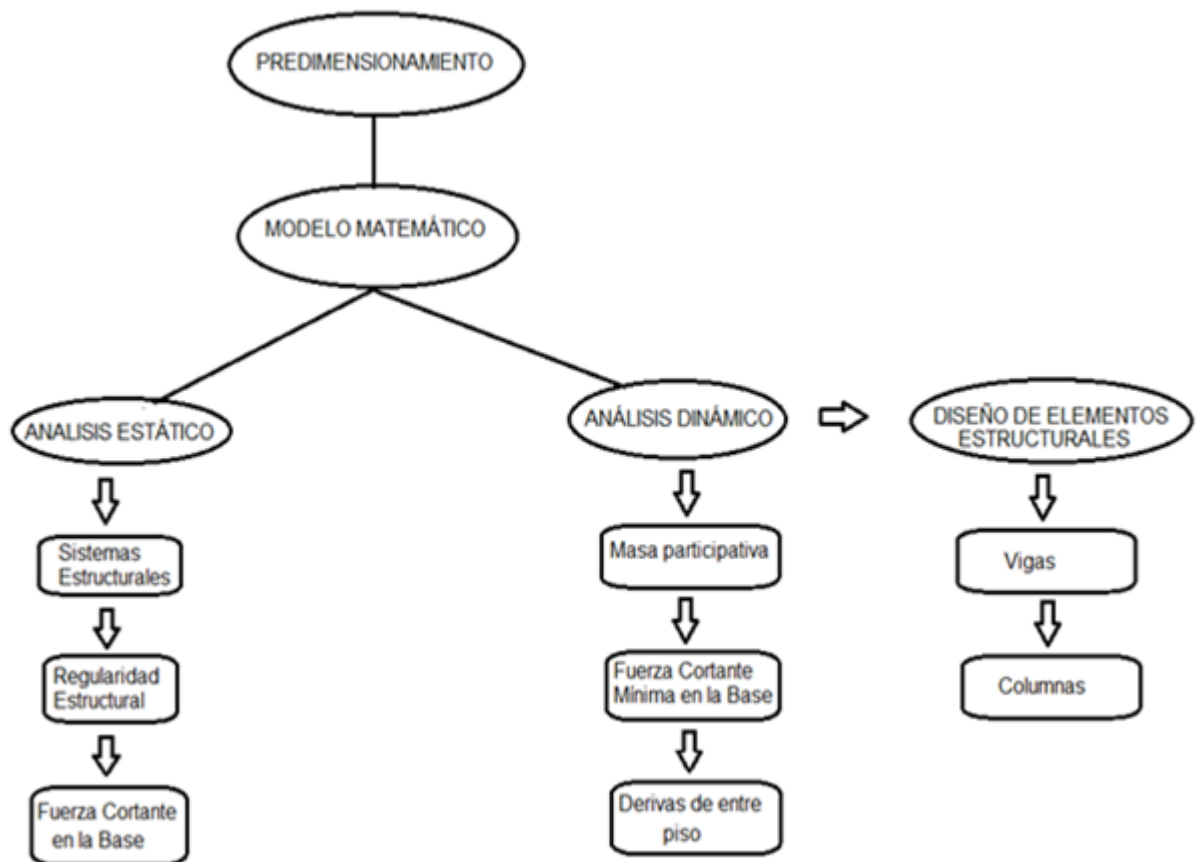 PREDIMENSIONAMIENTO
MODELO MATEMÁTICO
ANALISIS ESTÁTICO
ANÁLISIS DINÁMICO
DISEÑO DE ELEMENTOS
ESTRUCTURALES
Sistemas
Estructurales
Regularidad
Estructural
Fuerza Cortante
en la Base
Masa participativa
Fuerza Cortante
Mínima en la Base
Derivas de entre
piso
Vigas
Columnas